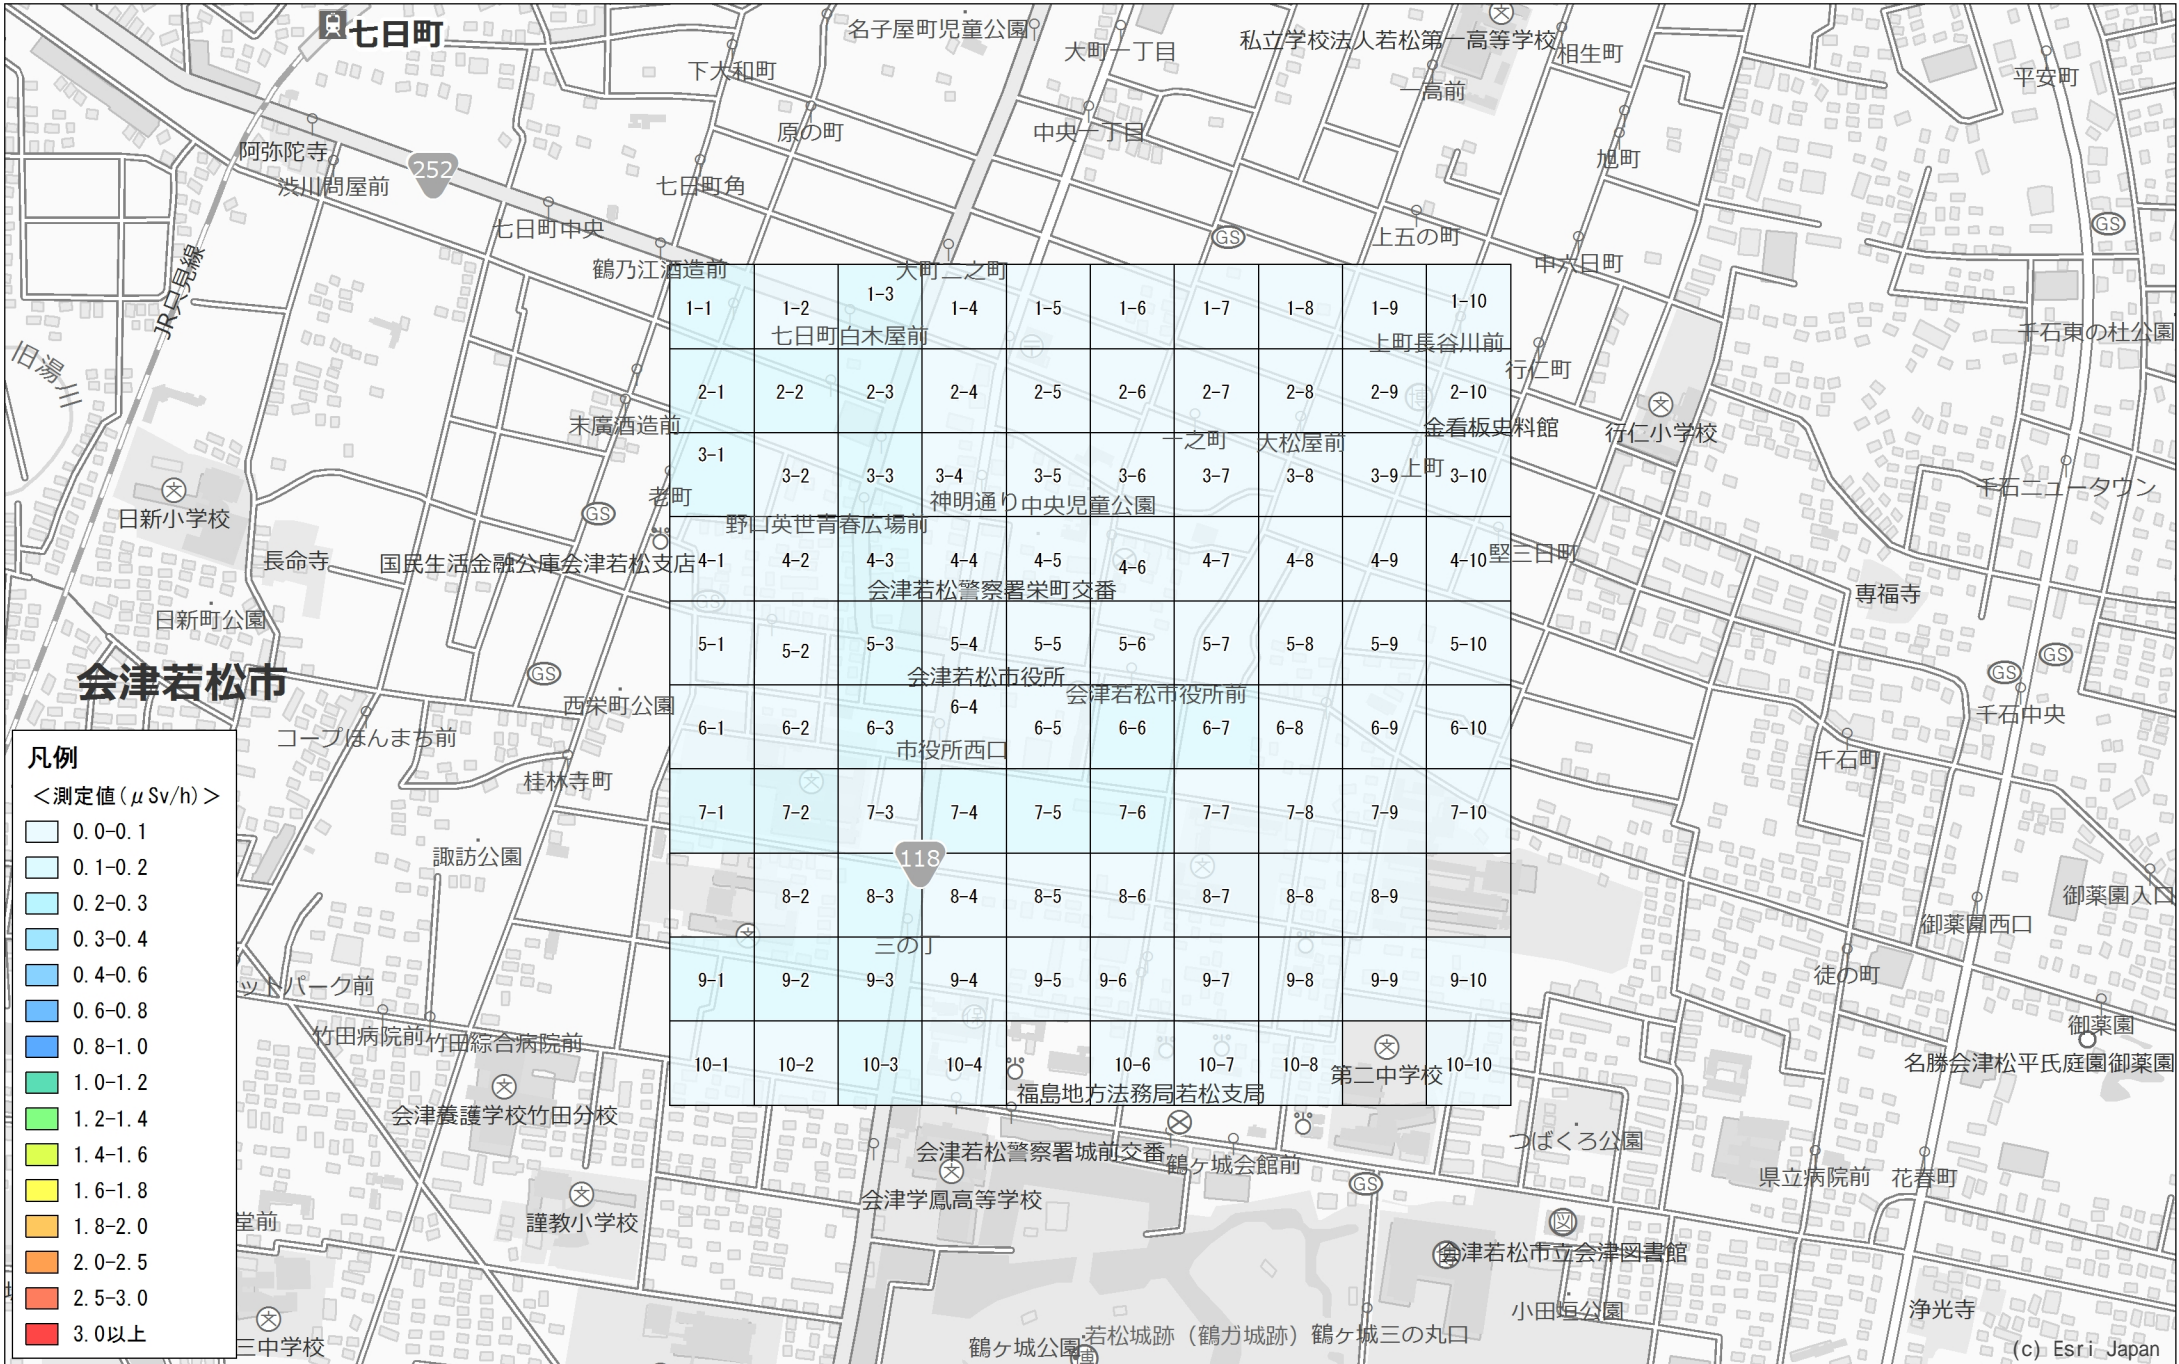 七日町
名子屋町児童公園
大町一丁目
私立学校法人若松第一高等学校
相生町
平安町
下大和町
一高前
原の町
中央一丁目
阿弥陀寺
旭町
252
渋川問屋前
七日町角
七日町中央
GS
上五の町
GS
鶴乃江酒造前
大町二之町
中六日町
JR只見線
1-1
1-2
1-3
1-4
1-5
1-6
1-7
1-8
1-9
1-10
七日町白木屋前
上町長谷川前
千石東の杜公園
旧湯川
行仁町
2-1
2-2
2-3
2-4
2-5
2-6
2-7
2-8
2-9
2-10
末廣酒造前
一之町
大松屋前
金看板史料館
行仁小学校
3-1
3-2
3-3
3-4
3-5
3-6
3-7
3-8
3-9
上町
3-10
千石ニュータウン
老町
神明通り
中央児童公園
日新小学校
GS
野口英世青春広場前
長命寺
国民生活金融公庫会津若松支店
4-1
4-2
4-3
4-4
4-5
4-6
4-7
4-8
4-9
4-10
竪三日町
会津若松警察署栄町交番
専福寺
日新町公園
GS
5-1
5-2
5-3
5-4
5-5
5-6
5-7
5-8
5-9
5-10
GS
GS
会津若松市
GS
会津若松市役所
会津若松市役所前
西栄町公園
6-1
6-2
6-3
6-4
6-5
6-6
6-7
6-8
6-9
6-10
千石中央
コープほんまち前
市役所西口
千石町
桂林寺町
7-1
7-2
7-3
7-4
7-5
7-6
7-7
7-8
7-9
7-10
諏訪公園
118
8-2
8-3
8-4
8-5
8-6
8-7
8-8
8-9
御薬園入口
御薬園西口
三の丁
徒の町
9-1
9-2
9-3
9-4
9-5
9-6
9-7
9-8
9-9
9-10
ットパーク前
御薬園
竹田病院前
竹田綜合病院前
10-1
10-2
10-3
10-4
10-6
10-7
10-8
第二中学校
10-10
名勝会津松平氏庭園御薬園
福島地方法務局若松支局
会津養護学校竹田分校
つばくろ公園
会津若松警察署城前交番
鶴ヶ城会館前
県立病院前
花春町
GS
会津学鳳高等学校
堂前
謹教小学校
会津若松市立会津図書館
小田垣公園
浄光寺
三中学校
鶴ヶ城公園
若松城跡（鶴ガ城跡）
鶴ヶ城三の丸口
凡例
＜測定値(μSv/h)＞
0.0-0.1
0.1-0.2
0.2-0.3
0.3-0.4
0.4-0.6
0.6-0.8
0.8-1.0
1.0-1.2
1.2-1.4
1.4-1.6
1.6-1.8
1.8-2.0
2.0-2.5
2.5-3.0
3.0以上
(c) Esri Japan